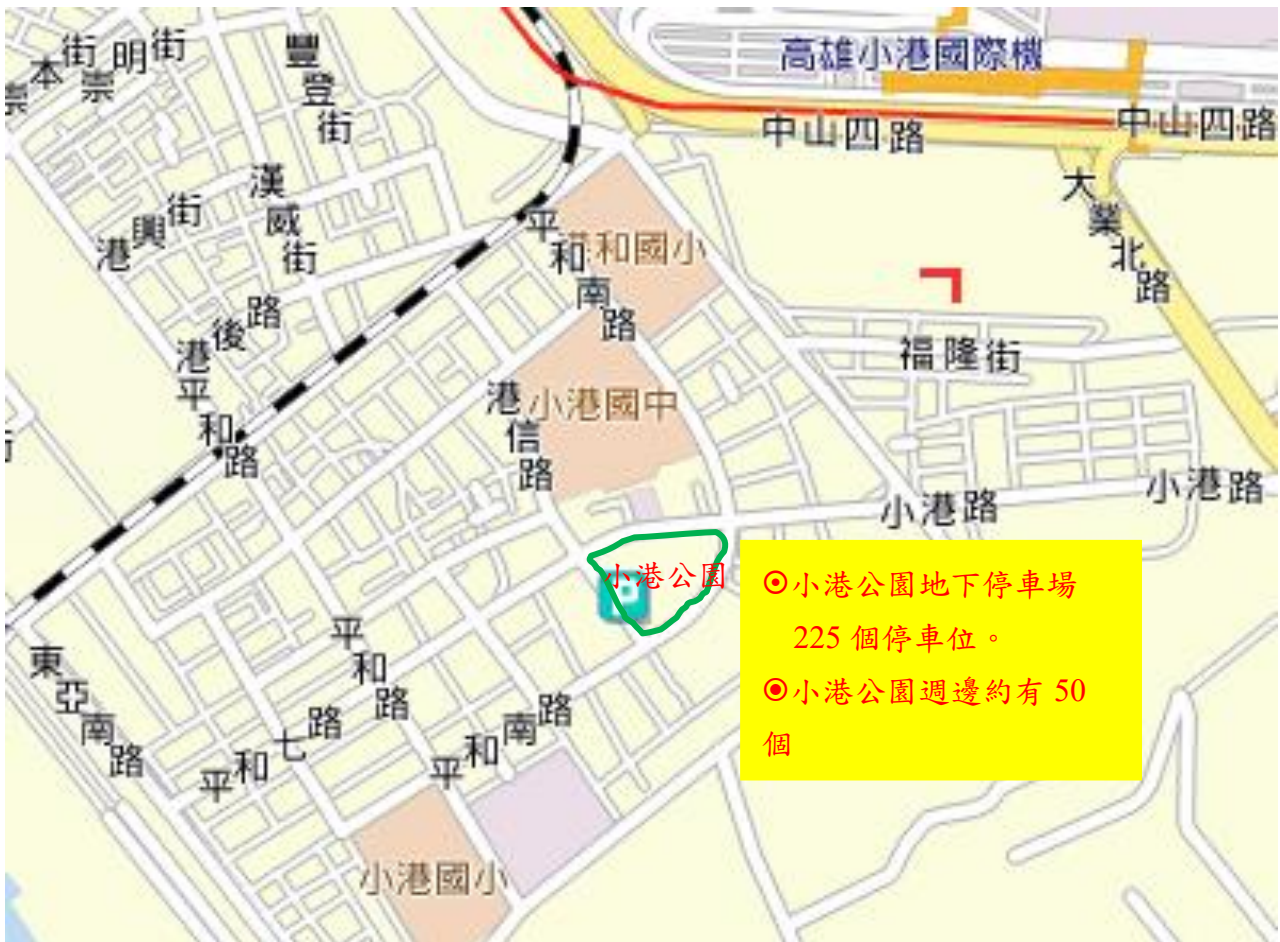 高雄小港國際機
中山四路
中山四路
崇本街
崇明街
豐登街
漢威街
港興街
港後路
平和路
平和南路
港和國小
大業北路
福隆街
港信路
小港國中
小港路
小港路
小港公園
P
⊙小港公園地下停車場
225 個停車位。
⊙小港公園週邊約有 50
個
東亞南路
平和路
平和七路
平和南路
小港國小